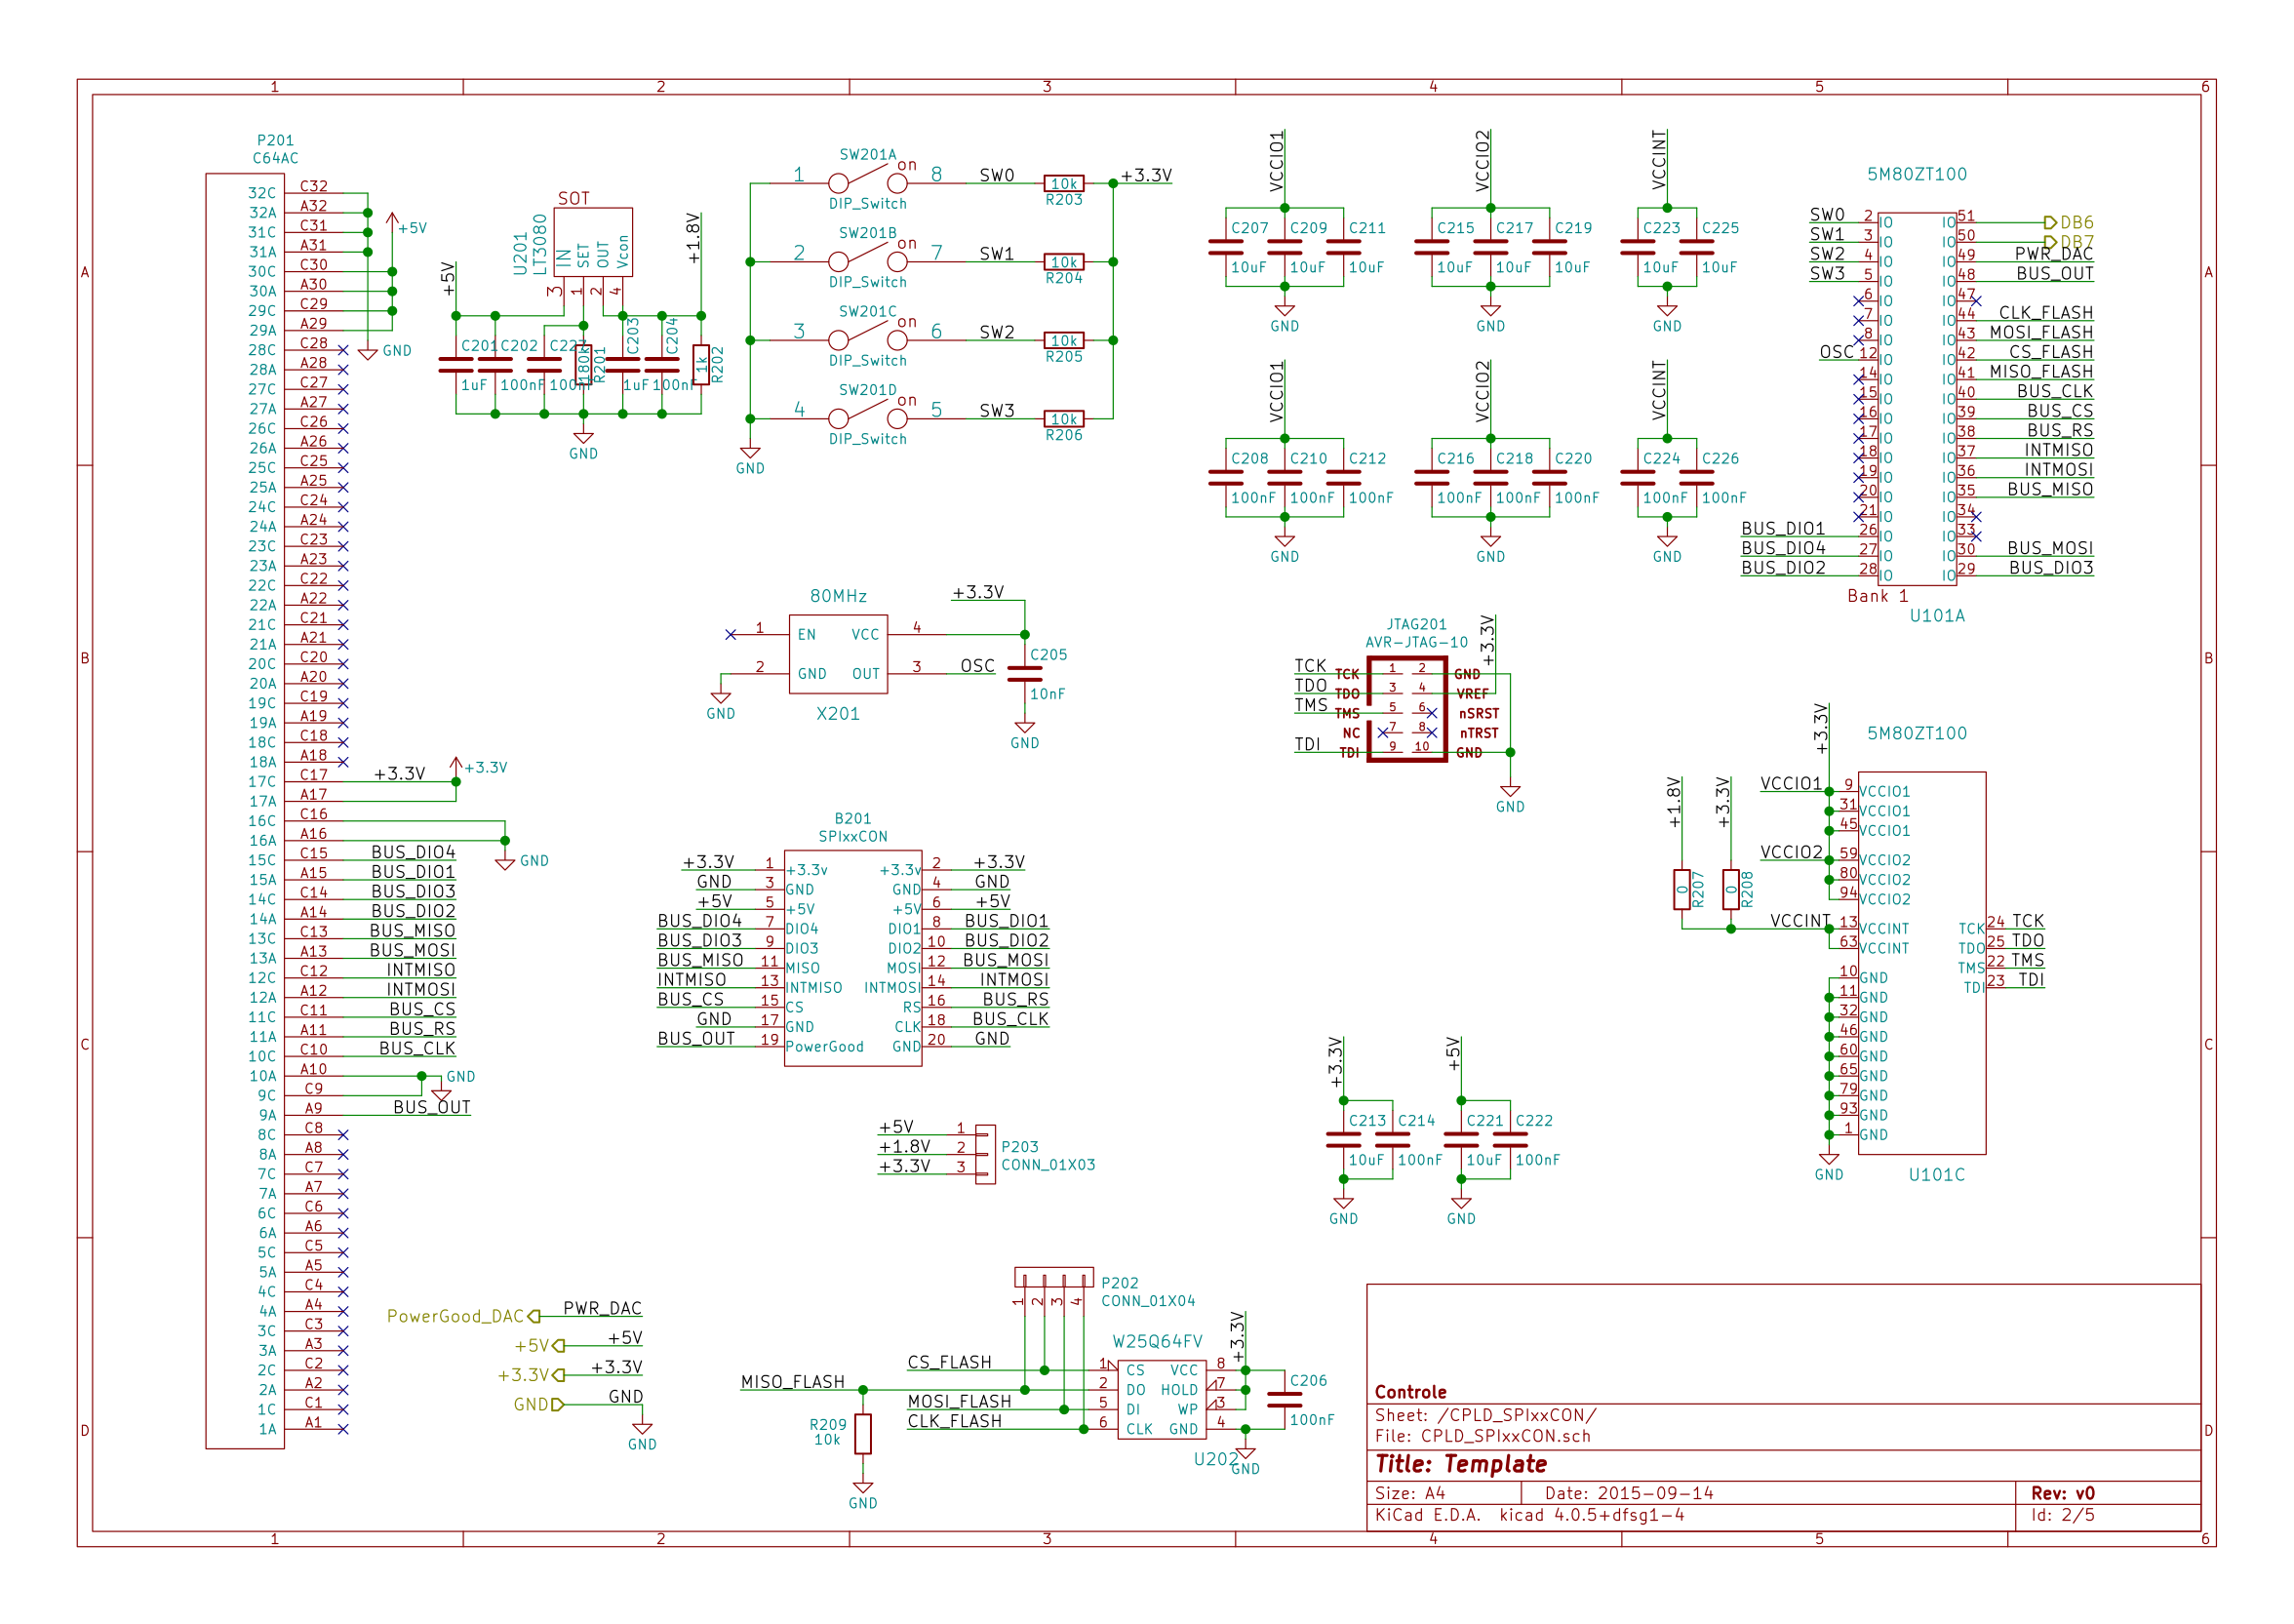 1 2 3 4 5 6
A B C D
P201
C64AC
32C C32
32A A32
31C C31
31A A31
30C C30
30A A30
29C C29
29A A29
28C C28
28A A28
27C C27
27A A27
26C C26
26A A26
25C C25
25A A25
24C C24
24A A24
23C C23
23A A23
22C C22
22A A22
21C C21
21A A21
20C C20
20A A20
19C C19
19A A19
18C C18
18A A18
17C C17 +3.3V
17A A17
16C C16
16A A16
15C C15 BUS_DIO4
15A A15 BUS_DIO1
14C C14 BUS_DIO3
14A A14 BUS_DIO2
13C C13 BUS_MISO
13A A13 BUS_MOSI
12C C12 INTMISO
12A A12 INTMOSI
11C C11 BUS_CS
11A A11 BUS_RS
10C C10 BUS_CLK
10A A10 GND
9C C9
9A A9 BUS_OUT
8C C8
8A A8
7C C7
7A A7
6C C6
6A A6
5C C5
5A A5
4C C4
4A A4
3C C3
3A A3
2C C2
2A A2
1C C1
1A A1
+5V
GND
+3.3V
GND
SOT
U201
LT3080
IN SET OUT Vcon
3 1 2 4
+5V
+1.8V
C201 1uF
C202 100nF
C227 100nF
R201 180k
C203 1uF
C204 100nF
R202 1k
GND
SW201A
1 on 8 SW0 10k +3.3V
DIP_Switch R203
SW201B
2 on 7 SW1 10k
DIP_Switch R204
SW201C
3 on 6 SW2 10k
DIP_Switch R205
SW201D
4 on 5 SW3 10k
DIP_Switch R206
GND
VCCIO1 VCCIO2 VCCINT
C207 C209 C211 C215 C217 C219 C223 C225
10uF 10uF 10uF 10uF 10uF 10uF 10uF 10uF
GND GND GND
VCCIO1 VCCIO2 VCCINT
C208 C210 C212 C216 C218 C220 C224 C226
100nF 100nF 100nF 100nF 100nF 100nF 100nF 100nF
GND GND GND
5M80ZT100
SW0 2 IO IO 51 DB6
SW1 3 IO IO 50 DB7
SW2 4 IO IO 49 PWR_DAC
SW3 5 IO IO 48 BUS_OUT
6 IO IO 47
7 IO IO 44 CLK_FLASH
8 IO IO 43 MOSI_FLASH
OSC 12 IO IO 42 CS_FLASH
14 IO IO 41 MISO_FLASH
15 IO IO 40 BUS_CLK
16 IO IO 39 BUS_CS
17 IO IO 38 BUS_RS
18 IO IO 37 INTMISO
19 IO IO 36 INTMOSI
20 IO IO 35 BUS_MISO
21 IO IO 34
BUS_DIO1 26 IO IO 33
BUS_DIO4 27 IO IO 30 BUS_MOSI
BUS_DIO2 28 IO IO 29 BUS_DIO3
Bank 1
U101A
80MHz
+3.3V
1 EN VCC 4
2 GND OUT 3 OSC
X201
GND
C205
10nF
GND
JTAG201
AVR-JTAG-10
+3.3V
TCK TCK 1 2 GND
TDO TDO 3 4 VREF
TMS TMS 5 6 nSRST
NC 7 8 nTRST
TDI TDI 9 10 GND
GND
B201
SPIxxCON
+3.3V 1 +3.3v +3.3v 2 +3.3V
GND 3 GND GND 4 GND
+5V 5 +5V +5V 6 +5V
BUS_DIO4 7 DIO4 DIO1 8 BUS_DIO1
BUS_DIO3 9 DIO3 DIO2 10 BUS_DIO2
BUS_MISO 11 MISO MOSI 12 BUS_MOSI
INTMISO 13 INTMISO INTMOSI 14 INTMOSI
BUS_CS 15 CS RS 16 BUS_RS
GND 17 GND CLK 18 BUS_CLK
BUS_OUT 19 PowerGood GND 20 GND
+5V 1
+1.8V 2
+3.3V 3
P203
CONN_01X03
5M80ZT100
+3.3V
+1.8V +3.3V
0 R207
0 R208
VCCIO1 9 VCCIO1
31 VCCIO1
45 VCCIO1
VCCIO2 59 VCCIO2
80 VCCIO2
94 VCCIO2
VCCINT 13 VCCINT TCK 24 TCK
63 VCCINT TDO 25 TDO
TMS 22 TMS
10 GND TDI 23 TDI
11 GND
32 GND
46 GND
60 GND
65 GND
79 GND
93 GND
1 GND
GND
U101C
+3.3V +5V
C213 C214 C221 C222
10uF 100nF 10uF 100nF
GND GND
PowerGood_DAC PWR_DAC
+5V +5V
+3.3V +3.3V
GND GND
GND
P202
CONN_01X04
1 2 3 4
W25Q64FV
+3.3V
CS_FLASH 1 CS VCC 8
MISO_FLASH 2 DO HOLD 7
MOSI_FLASH 5 DI WP 3
CLK_FLASH 6 CLK GND 4
U202
GND
C206
100nF
R209
10k
GND
Controle
Sheet: /CPLD_SPIxxCON/
File: CPLD_SPIxxCON.sch
Title: Template
Size: A4 Date: 2015-09-14 Rev: v0
KiCad E.D.A. kicad 4.0.5+dfsg1-4 Id: 2/5
1 2 3 4 5 6
A B C D